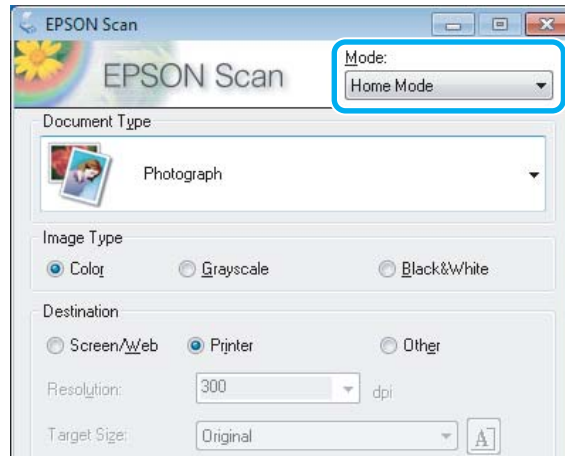 EPSON Scan
EPSON Scan
Mode:
Home Mode
Document Type
Photograph
Image Type
Color Grayscale Black&White
Destination
Screen/Web Printer Other
Resolution: 300 dpi
Target Size: Original A